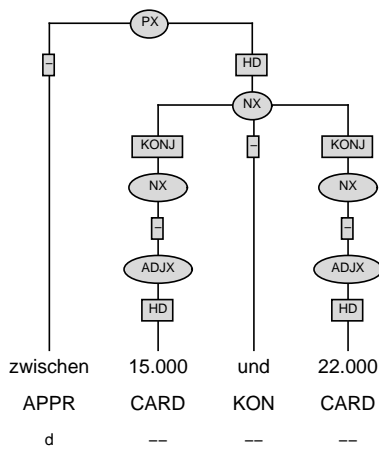 PX
– HD
NX
KONJ – KONJ
NX NX
– –
ADJX ADJX
HD HD
zwischen 15.000 und 22.000
APPR CARD KON CARD
d –– –– ––